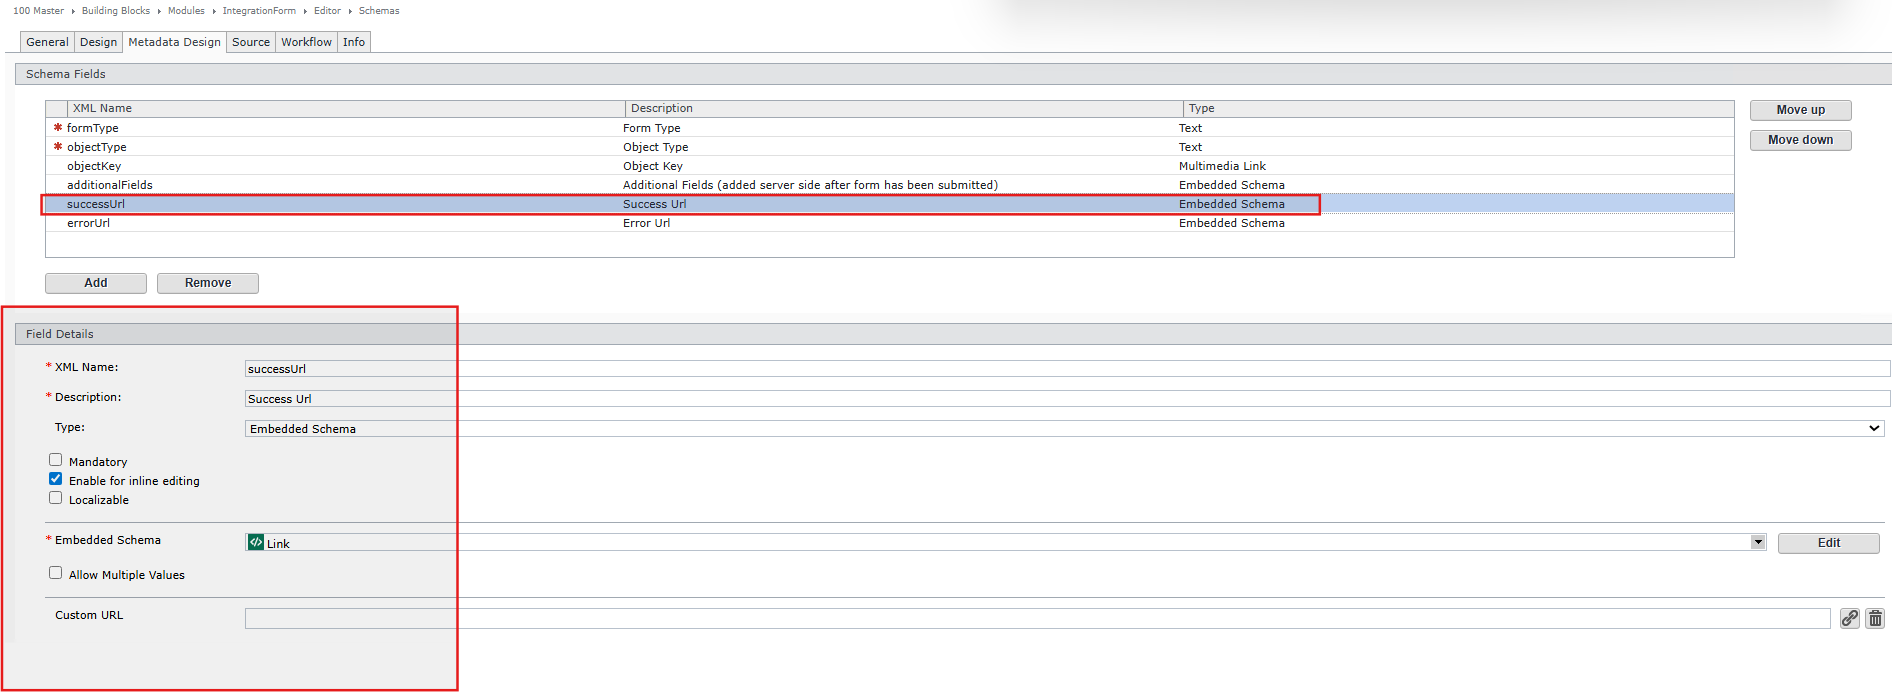 100 Master ▸ Building Blocks ▸ Modules ▸ IntegrationForm ▸ Editor ▸ Schemas
General Design Metadata Design Source Workflow Info
Schema Fields
XML Name Description Type
Move up
✱ formType Form Type Text
✱ objectType Object Type Text
Move down
objectKey Object Key Multimedia Link
additionalFields Additional Fields (added server side after form has been submitted) Embedded Schema
successUrl Success Url Embedded Schema
errorUrl Error Url Embedded Schema
Add Remove
Field Details
* XML Name: successUrl
* Description: Success Url
Type: Embedded Schema
Mandatory
Enable for inline editing
Localizable
* Embedded Schema Link Edit
Allow Multiple Values
Custom URL